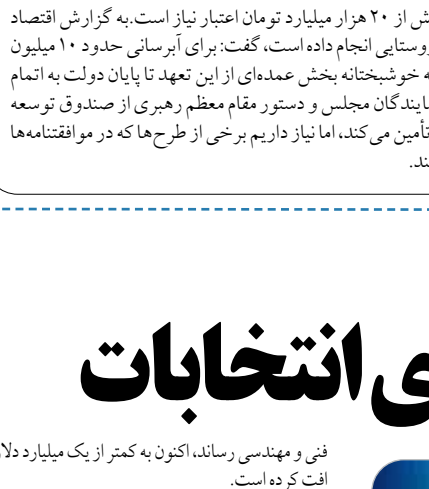 ش از ۲۰ هزار میلیارد تومان اعتبار نیاز است.به گزارش اقتصاد
وستایی انجام داده است، گفت: برای آبرسانی حدود ۱۰ میلیون
ه خوشبختانه بخش عمده‌ای از این تعهد تا پایان دولت به اتمام
ایندگان مجلس و دستور مقام معظم رهبری از صندوق توسعه
تأمین می‌کند، اما نیاز داریم برخی از طرح‌ها که در موافقتنامه‌ها
ند.
ی انتخابات
فنی و مهندسی رساند، اکنون به کمتر از یک میلیارد دلا
افت کرده است.